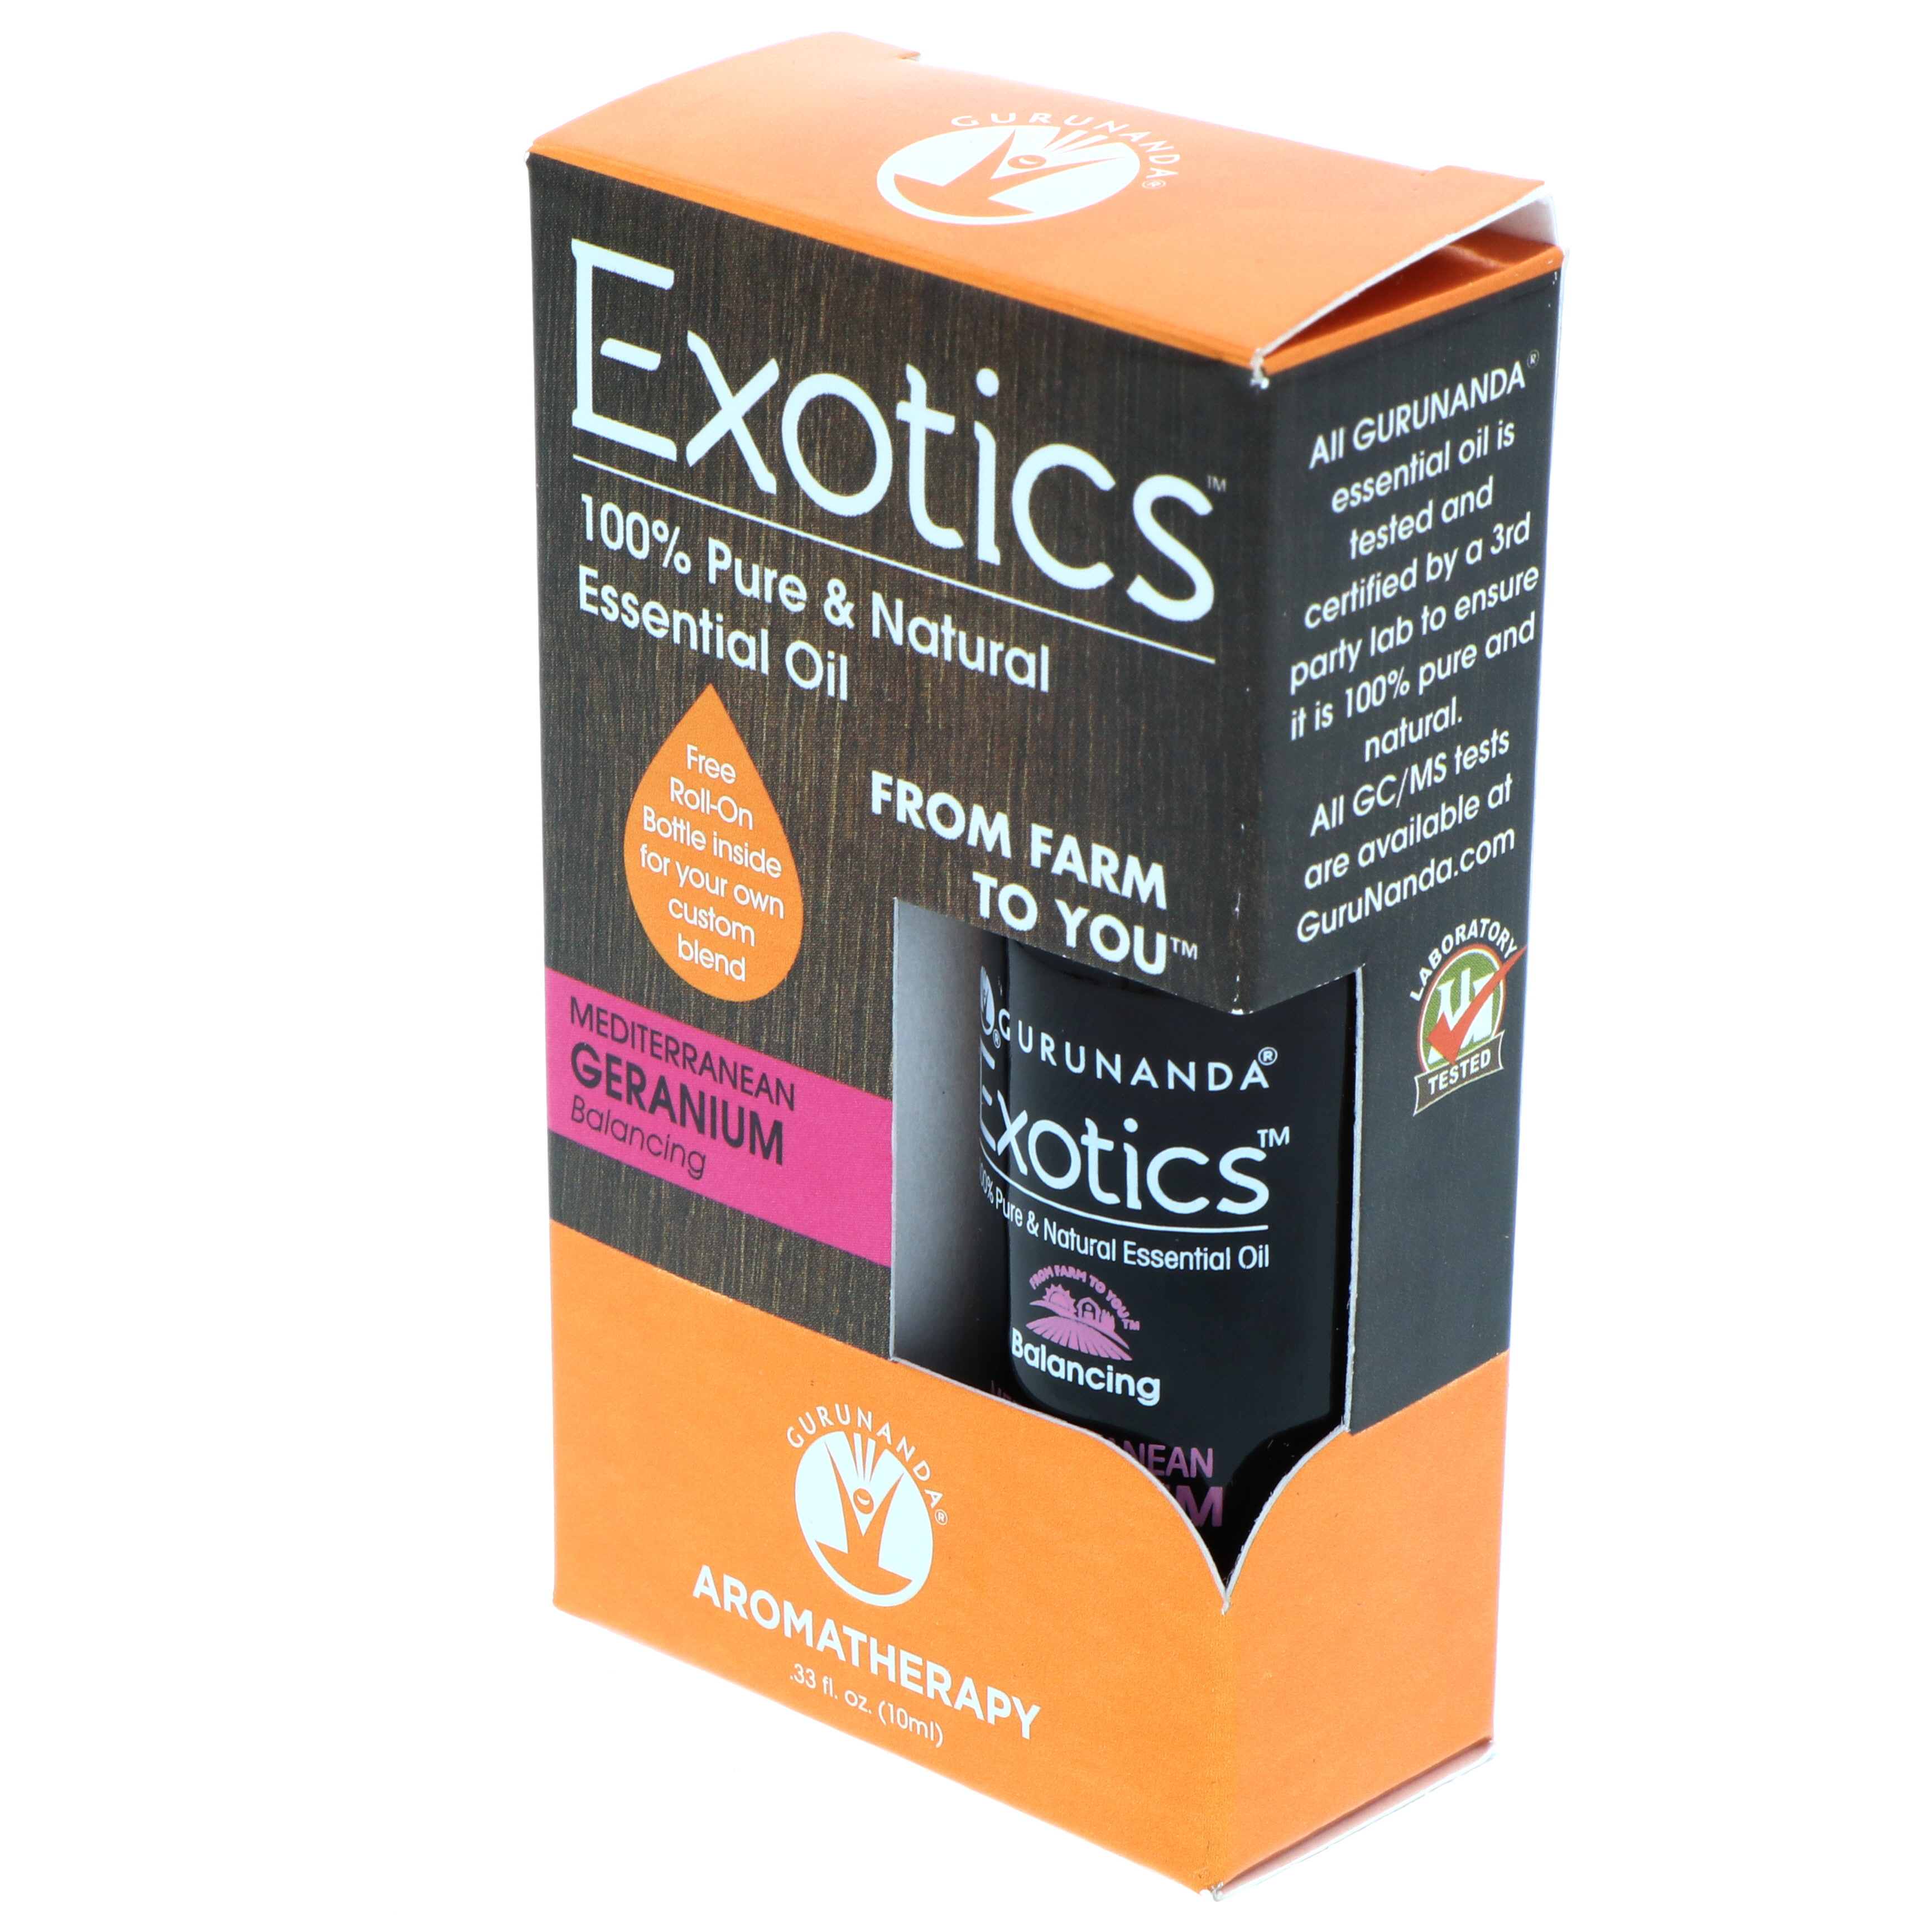 GURUNANDA®
Exotics™
100% Pure & Natural
Essential Oil
Free
Roll-On
Bottle inside
for your own
custom
blend
FROM FARM
TO YOU™
MEDITERRANEAN
GERANIUM
Balancing
GURUNANDA®
Exotics™
Pure & Natural Essential Oil
FROM FARM TO YOU™
Balancing
NEAN
M
GURUNANDA®
AROMATHERAPY
.33 fl. oz. (10ml)
All GURUNANDA®
essential oil is
tested and
certified by a 3rd
party lab to ensure
it is 100% pure and
natural.
All GC/MS tests
are available at
GuruNanda.com
LABORATORY
TESTED